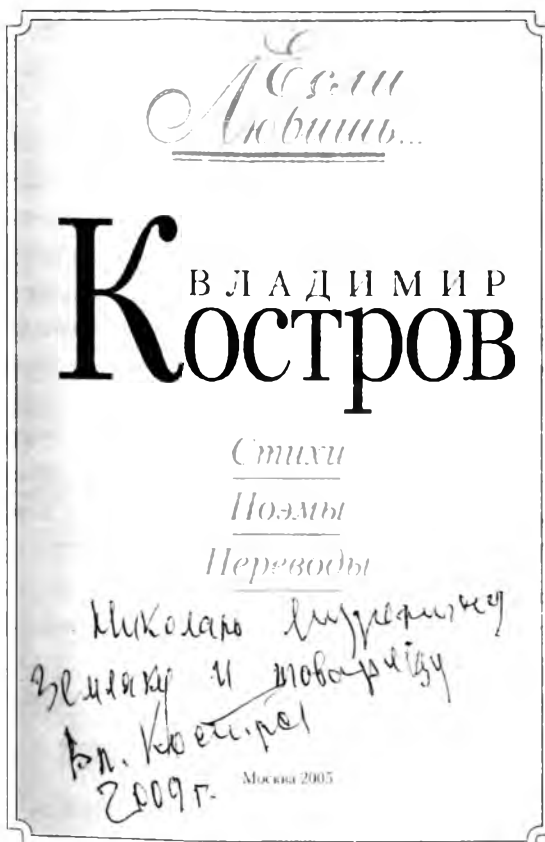 Если
Любишь...
ВЛАДИМИР
Костров
Стихи
Поэмы
Переводы
Николаю
земляку и товарищу
Вл. Костров
2009 г.
Москва 2005